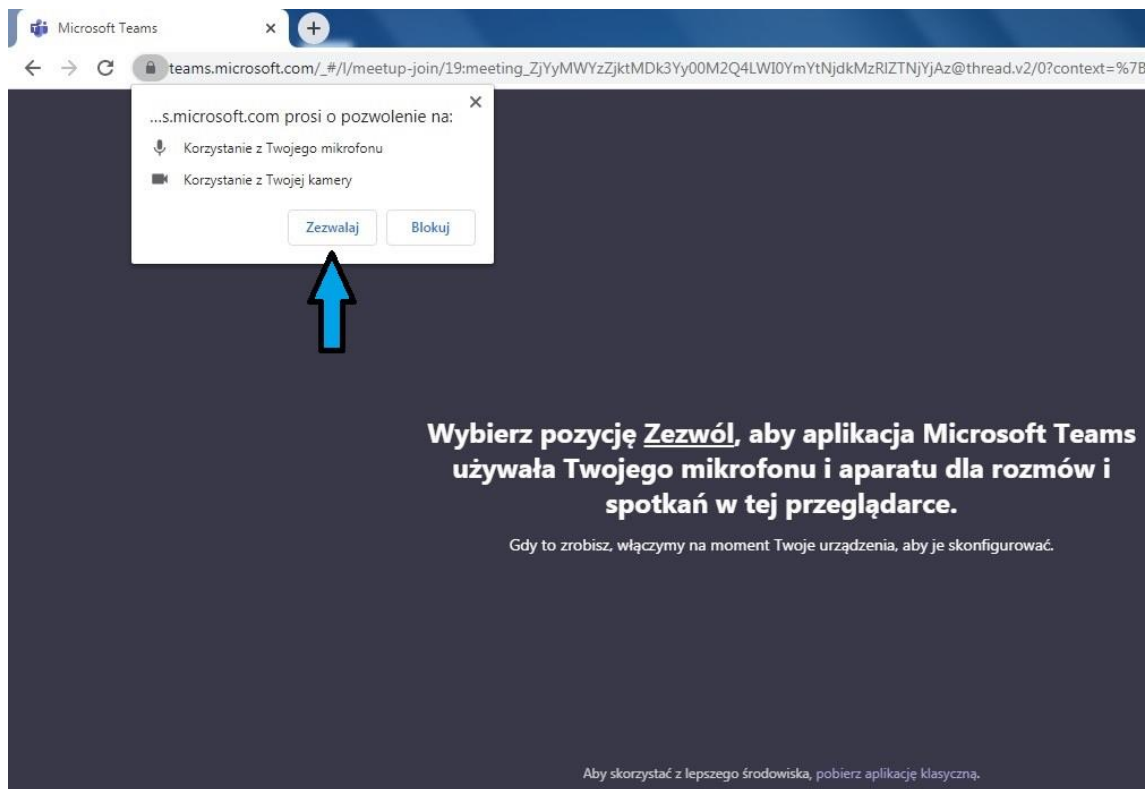 Microsoft Teams
teams.microsoft.com/_#/l/meetup-join/19:meeting_ZjYyMWYzZjktMDk3Yy00M2Q4LWI0YmYtNjdkMzRlZTNjYjAz@thread.v2/0?context=%7B
...s.microsoft.com prosi o pozwolenie na:
Korzystanie z Twojego mikrofonu
Korzystanie z Twojej kamery
Zezwalaj Blokuj
Wybierz pozycję Zezwól, aby aplikacja Microsoft Teams
używała Twojego mikrofonu i aparatu dla rozmów i
spotkań w tej przeglądarce.
Gdy to zrobisz, włączymy na moment Twoje urządzenia, aby je skonfigurować.
Aby skorzystać z lepszego środowiska, pobierz aplikację klasyczną.